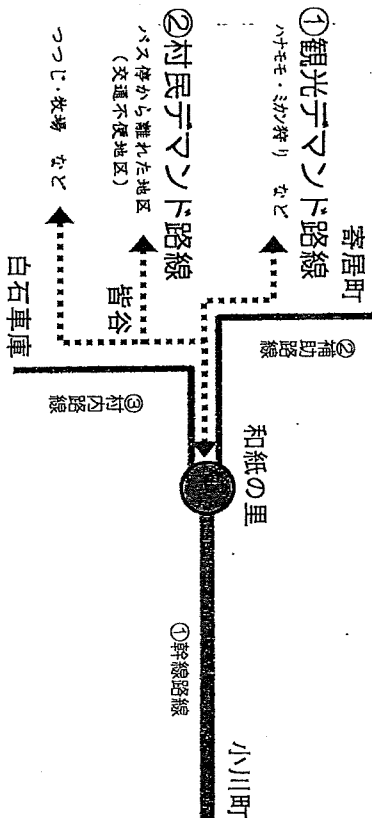 ①観光デマンド路線
ハナモモ・ミカン狩り など
②村民デマンド路線
バス停から離れた地区
(交通不便地区)
つつじ・牧場 など
寄居町
②補助路線
皆谷
白石車庫
③村内路線
和紙の里
①幹線路線
小川町